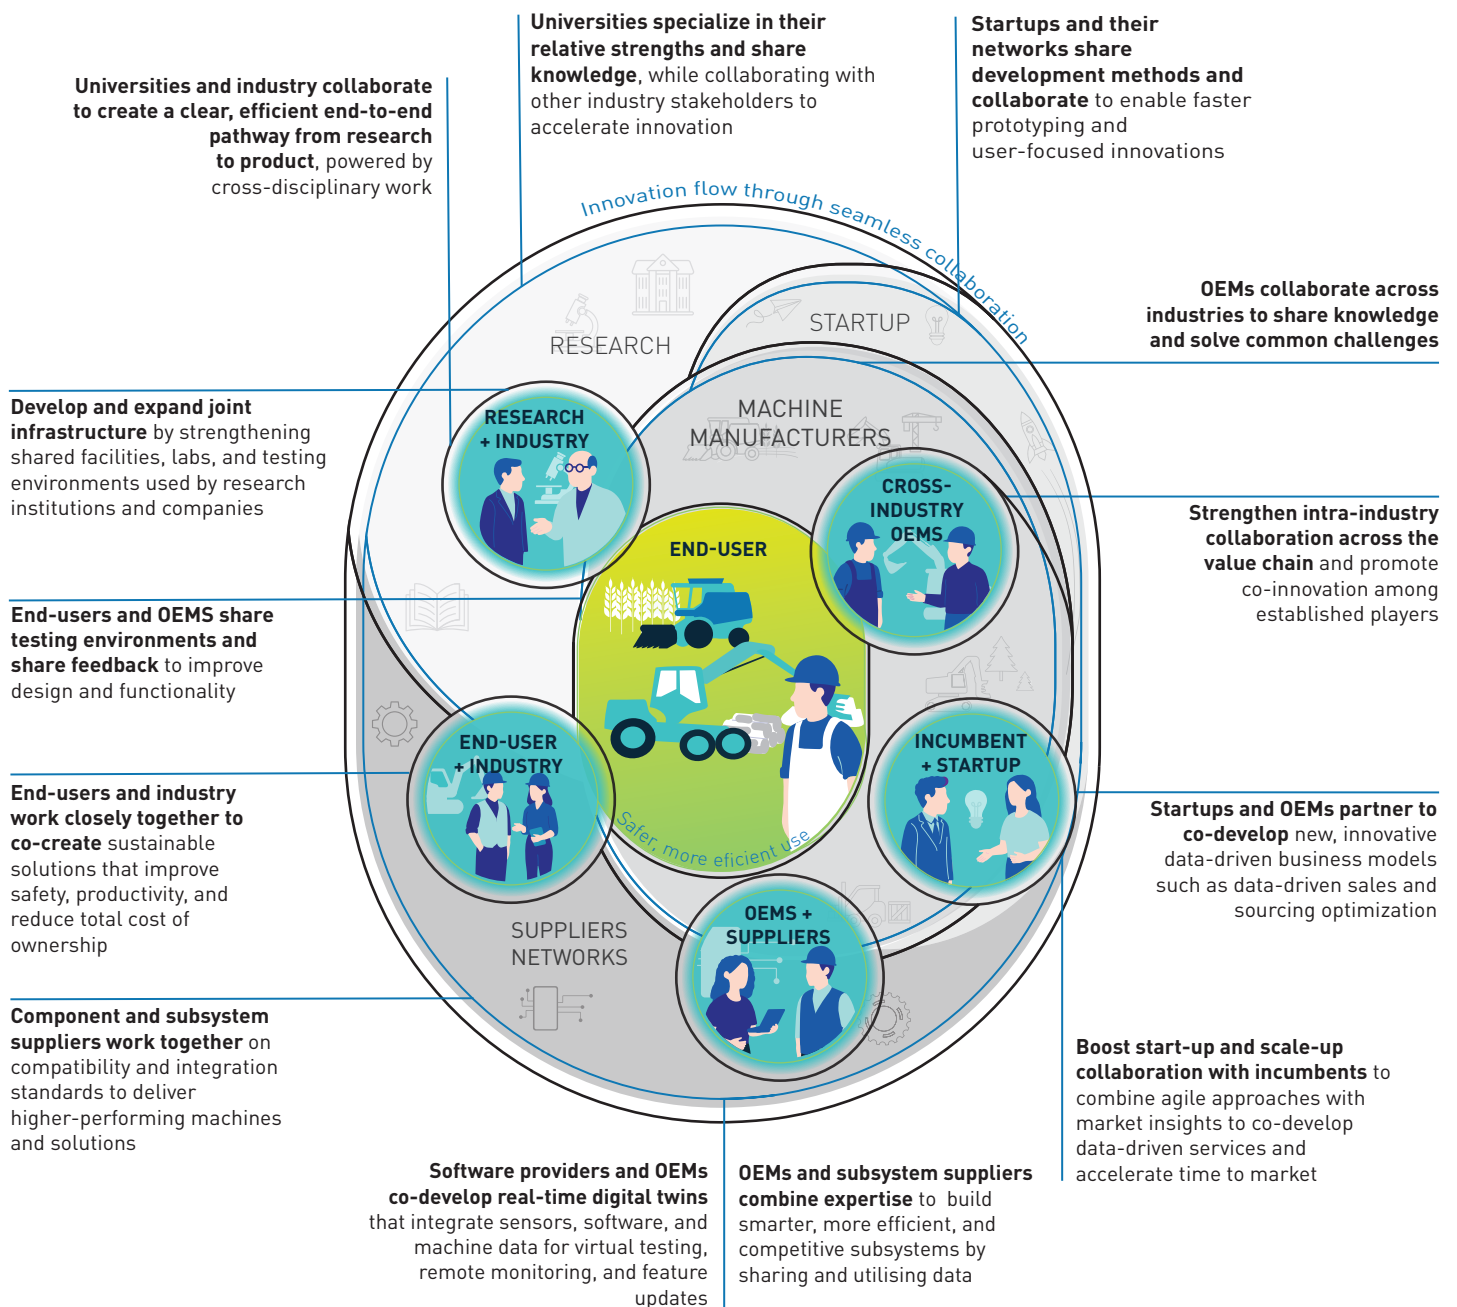 Universities specialize in their
relative strengths and share
knowledge, while collaborating with
other industry stakeholders to
accelerate innovation
Startups and their
networks share
development methods and
collaborate to enable faster
prototyping and
user-focused innovations
Universities and industry collaborate
to create a clear, efficient end-to-end
pathway from research
to product, powered by
cross-disciplinary work
Innovation flow through seamless collaboration
OEMs collaborate across
industries to share knowledge
and solve common challenges
RESEARCH
STARTUP
MACHINE
MANUFACTURERS
Develop and expand joint
infrastructure by strengthening
shared facilities, labs, and testing
environments used by research
institutions and companies
RESEARCH
+ INDUSTRY
CROSS-
INDUSTRY
OEMS
Strengthen intra-industry
collaboration across the
value chain and promote
co-innovation among
established players
END-USER
End-users and OEMS share
testing environments and
share feedback to improve
design and functionality
END-USER
+ INDUSTRY
INCUMBENT
+ STARTUP
End-users and industry
work closely together to
co-create sustainable
solutions that improve
safety, productivity, and
reduce total cost of
ownership
Safer, more eficient use
Startups and OEMs partner to
co-develop new, innovative
data-driven business models
such as data-driven sales and
sourcing optimization
SUPPLIERS
NETWORKS
OEMS +
SUPPLIERS
Component and subsystem
suppliers work together on
compatibility and integration
standards to deliver
higher-performing machines
and solutions
Boost start-up and scale-up
collaboration with incumbents to
combine agile approaches with
market insights to co-develop
data-driven services and
accelerate time to market
Software providers and OEMs
co-develop real-time digital twins
that integrate sensors, software, and
machine data for virtual testing,
remote monitoring, and feature
updates
OEMs and subsystem suppliers
combine expertise to build
smarter, more efficient, and
competitive subsystems by
sharing and utilising data